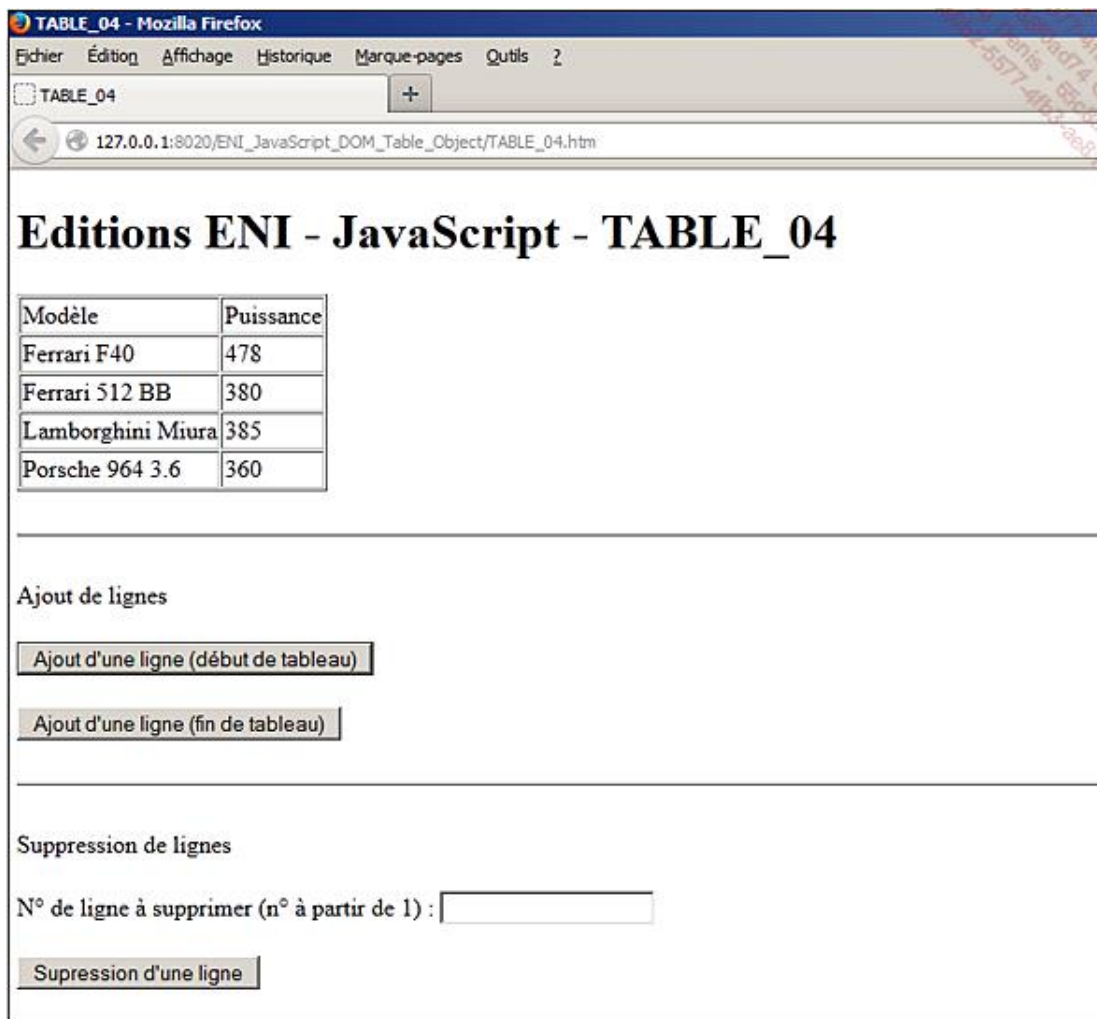 TABLE_04 - Mozilla Firefox
Fichier Édition Affichage Historique Marque-pages Outils ?
TABLE_04 +
127.0.0.1:8020/ENI_JavaScript_DOM_Table_Object/TABLE_04.htm
Editions ENI - JavaScript - TABLE_04
Modèle Puissance
Ferrari F40 478
Ferrari 512 BB 380
Lamborghini Miura 385
Porsche 964 3.6 360
Ajout de lignes
Ajout d'une ligne (début de tableau)
Ajout d'une ligne (fin de tableau)
Suppression de lignes
N° de ligne à supprimer (n° à partir de 1) :
Supression d'une ligne